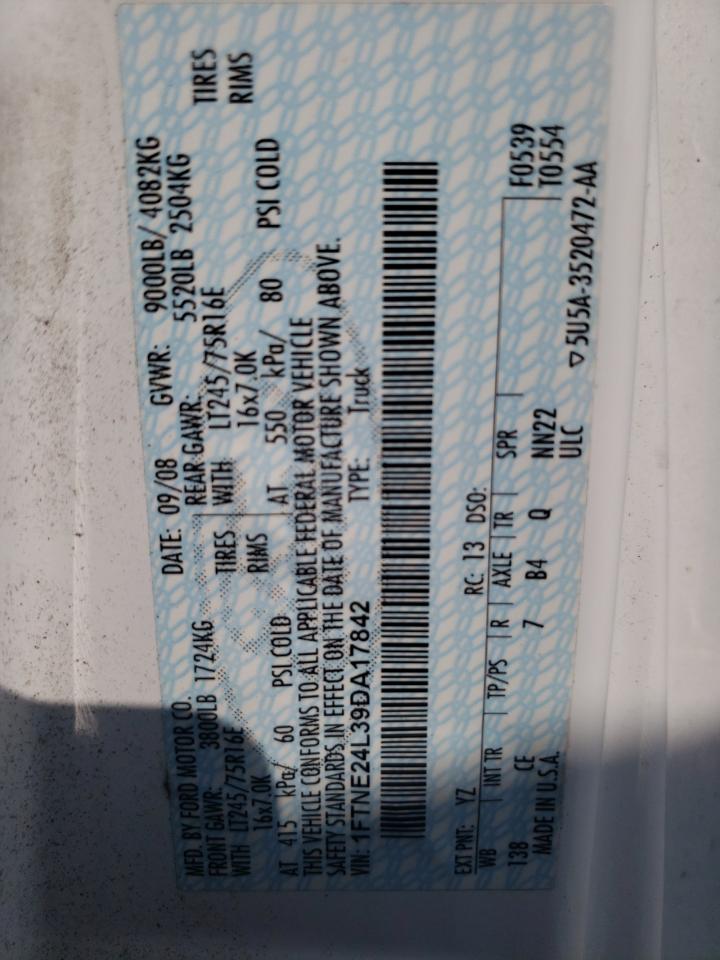 MFD. BY FORD MOTOR CO.
DATE: 09/08 GVWR: 9000LB/ 4082KG
FRONT GAWR: 3800LB 1724KG REAR GAWR: 5520LB 2504KG
WITH LT245/75R16E TIRES WITH LT245/75R16E TIRES
16x7.0K RIMS 16x7.0K RIMS
AT 415 kPa/ 60 PSI COLD AT 550 kPa/ 80 PSI COLD
THIS VEHICLE CONFORMS TO ALL APPLICABLE FEDERAL MOTOR VEHICLE
SAFETY STANDARDS IN EFFECT ON THE DATE OF MANUFACTURE SHOWN ABOVE.
VIN: 1FTNE24L39DA17842 TYPE: Truck
EXT PNT: YZ RC: 13 DSO:
WB INT TR TP/PS R AXLE TR SPR F0539
138 CE 7 B4 Q NN22 T0554
MADE IN U.S.A. ULC
▽5U5A-3520472-AA